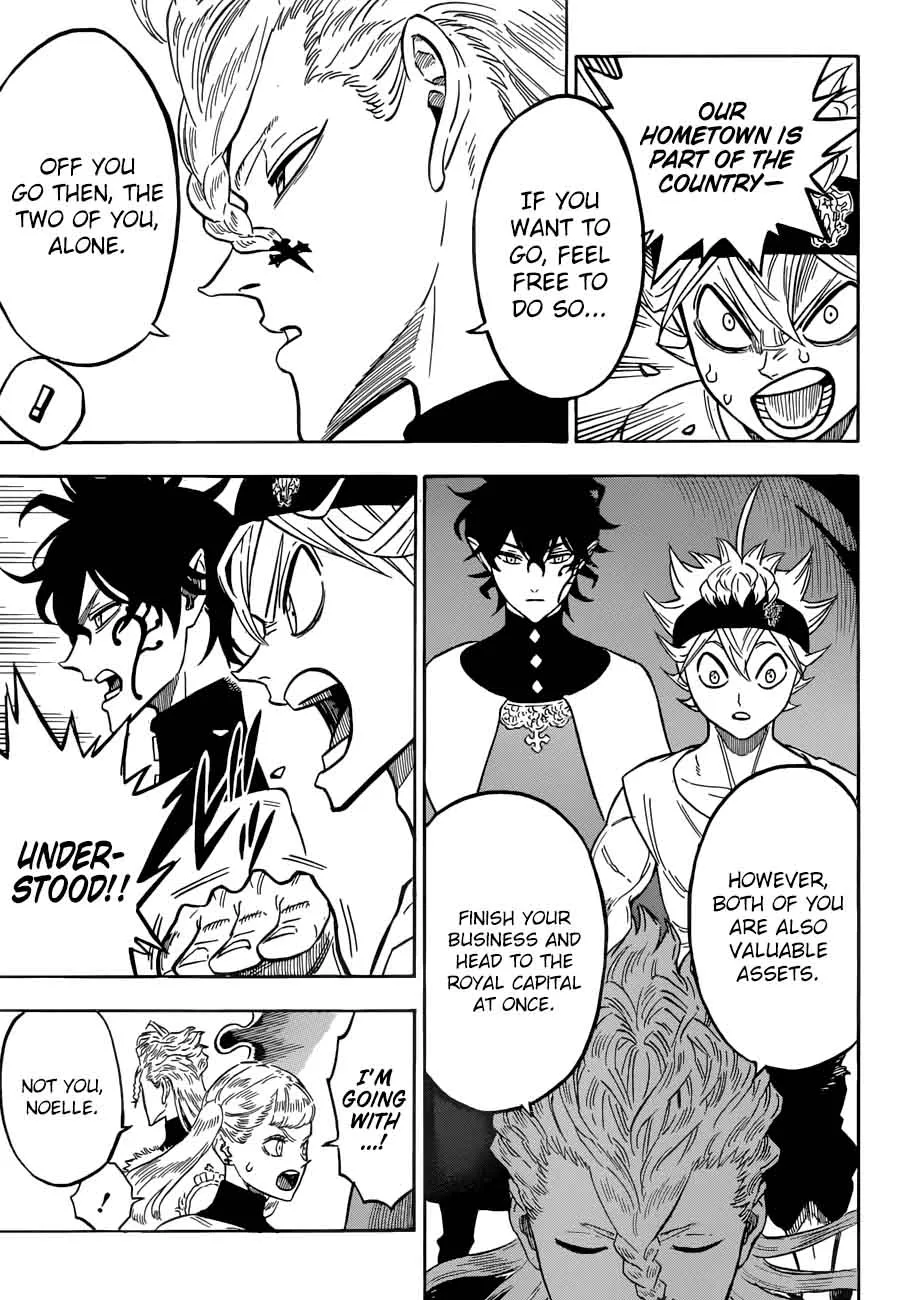 OUR
HOMETOWN IS
PART OF THE
COUNTRY—
IF YOU
WANT TO
GO, FEEL
FREE TO
DO SO...
OFF YOU
GO THEN, THE
TWO OF YOU,
ALONE.
!
HOWEVER,
BOTH OF YOU
ARE ALSO
VALUABLE
ASSETS.
FINISH YOUR
BUSINESS AND
HEAD TO THE
ROYAL CAPITAL
AT ONCE.
UNDER-
STOOD!!
I'M
GOING
WITH
...!
NOT YOU,
NOELLE.
!